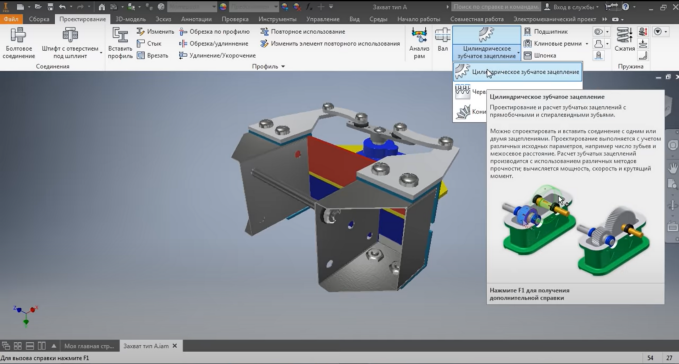 Захват тип А
Поиск по справке и командам
Вход в службы
Файл Сборка Проектирование 3D-модель Эскиз Аннотация Проверка Инструменты Управление Вид Среды Начало работы Совместная работа Электромеханический проект
Болтовое соединение
Штифт с отверстием под шплинт
Вставить профиль
Изменить
Стык
Врезать
Обрезка по профилю
Обрезка/удлинение
Удлинение/Укорочение
Повторное использование
Изменить элемент повторного использования
Анализ рам
Вал
Цилиндрическое зубчатое зацепление
Подшипник
Клиновые ремни
Шпонка
Сжатия
Соединения
Профиль
Пружина
Цилиндрическое зубчатое зацепление
Черв
Кони
Цилиндрическое зубчатое зацепление
Проектирование и расчет зубчатых зацеплений с
прямобочными и спиралевидными зубьями.
Можно спроектировать и вставить соединение с одним или
двумя зацеплениями. Проектирование выполняется с учетом
различных исходных параметров, например число зубьев и
межосевое расстояние. Расчет зубчатых зацеплений
производится с использованием различных методов
прочности; вычисляется мощность, скорость и крутящий
момент.
Нажмите F1 для получения
дополнительной справки
Моя главная стр...
Захват тип А.iam
Для вызова справки нажмите F1
54 27